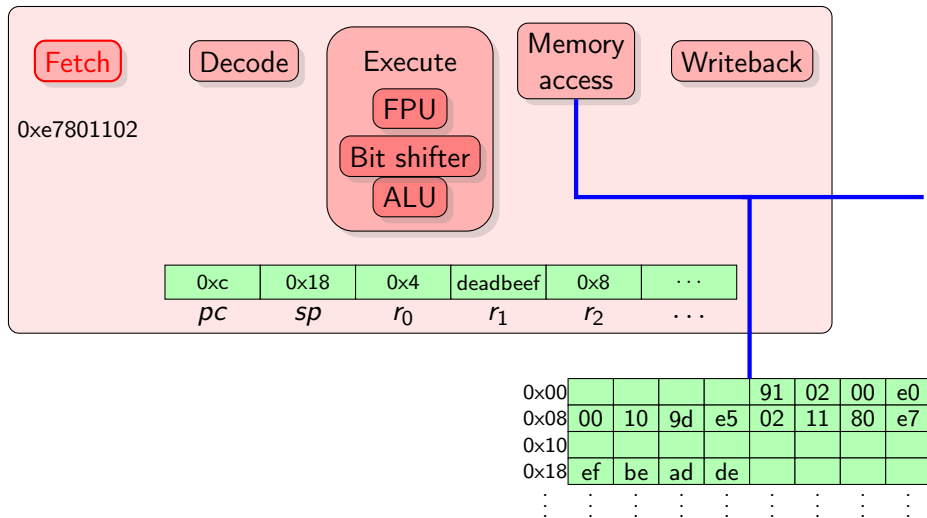 Fetch Decode Execute Memory access Writeback
FPU
0xe7801102
Bit shifter
ALU
0xc 0x18 0x4 deadbeef 0x8 ···
pc sp r0 r1 r2 ...
0x00 91 02 00 e0
0x08 00 10 9d e5 02 11 80 e7
0x10
0x18 ef be ad de